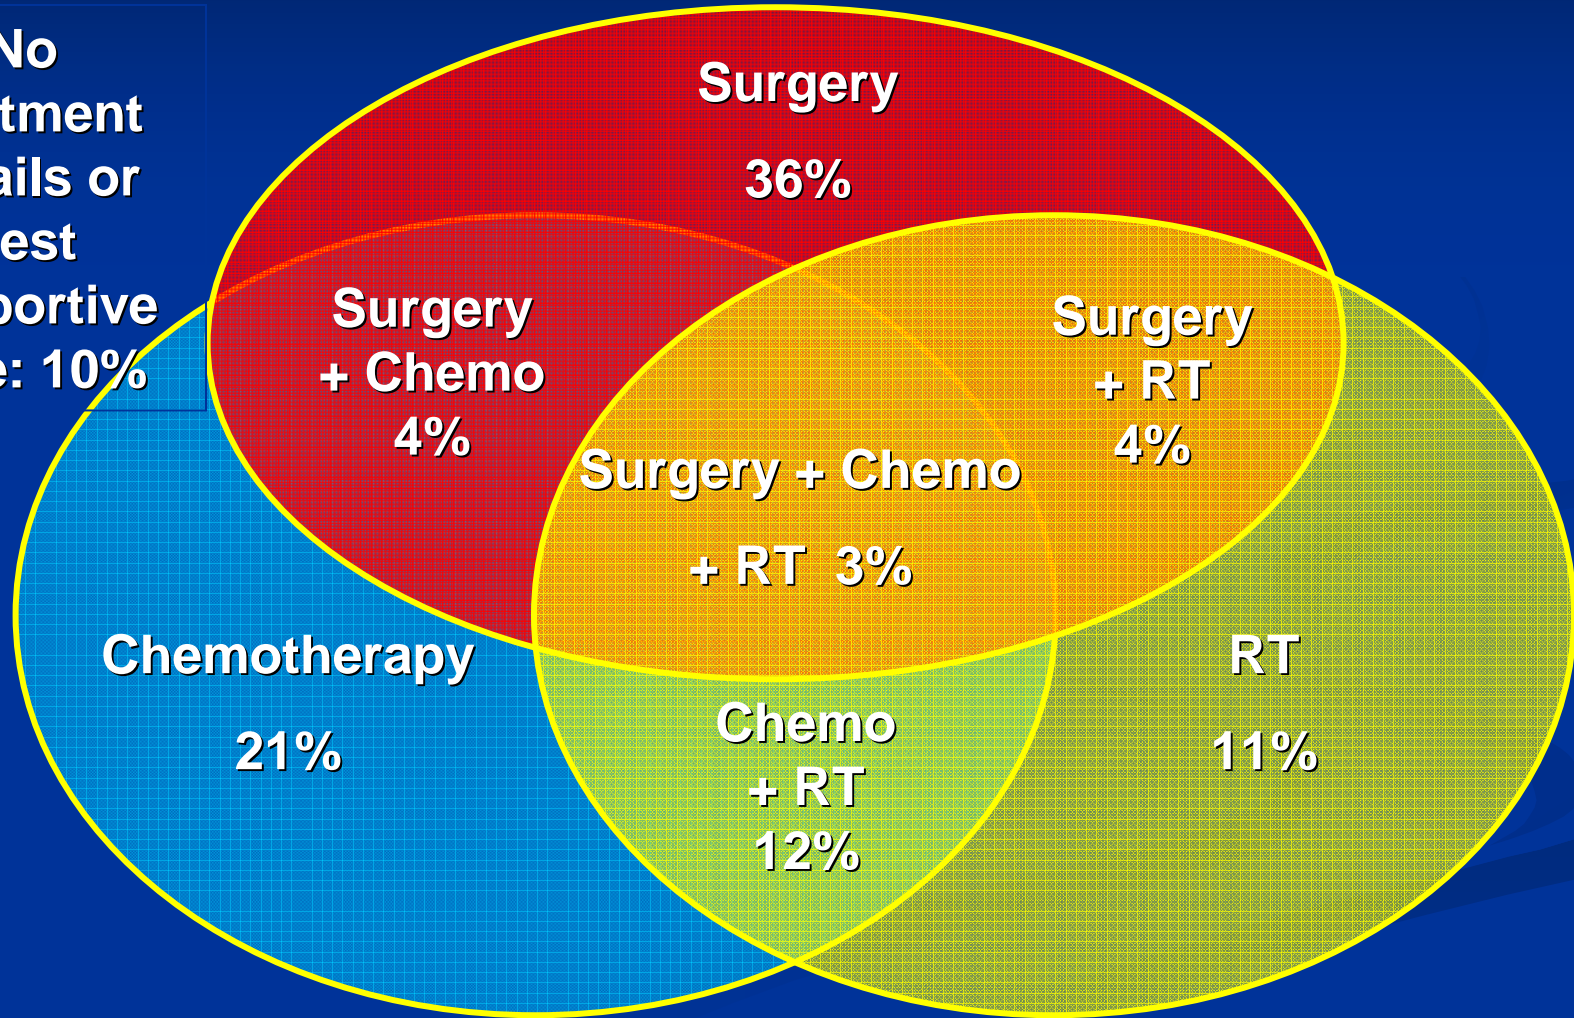 No
tment
ails or
est
portive
e: 10%
Surgery
36%
Surgery
+ Chemo
4%
Surgery
+ RT
4%
Surgery + Chemo
+ RT 3%
Chemotherapy
21%
RT
11%
Chemo
+ RT
12%